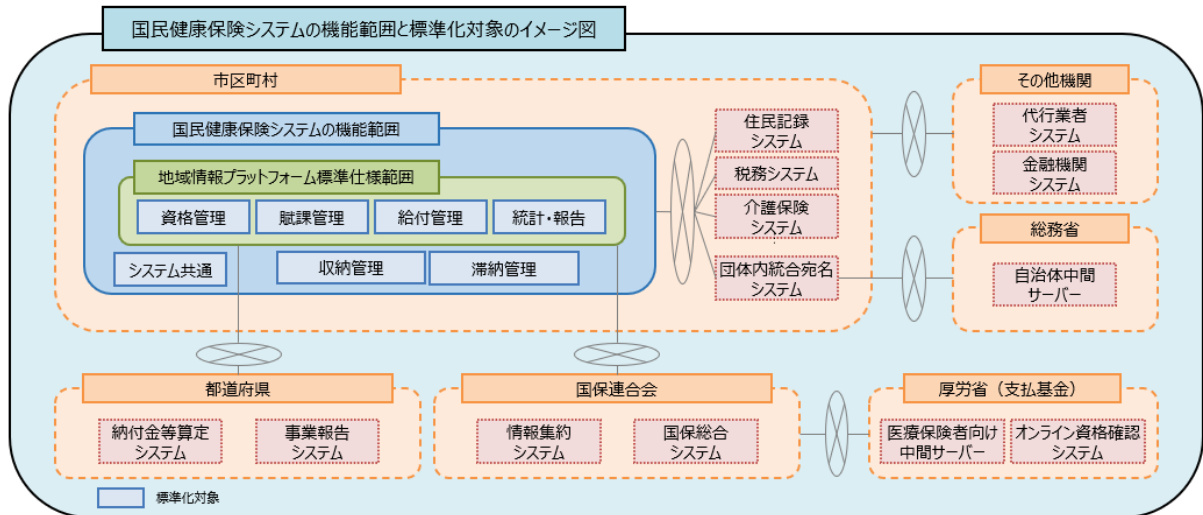 国民健康保険システムの機能範囲と標準化対象のイメージ図
市区町村
国民健康保険システムの機能範囲
地域情報プラットフォーム標準仕様範囲
資格管理
賦課管理
給付管理
統計・報告
システム共通
収納管理
滞納管理
住民記録
システム
税務システム
介護保険
システム
団体内統合宛名
システム
その他機関
代行業者
システム
金融機関
システム
総務省
自治体中間
サーバー
都道府県
納付金等算定
システム
事業報告
システム
国保連合会
情報集約
システム
国保総合
システム
厚労省（支払基金）
医療保険者向け
中間サーバー
オンライン資格確認
システム
標準化対象